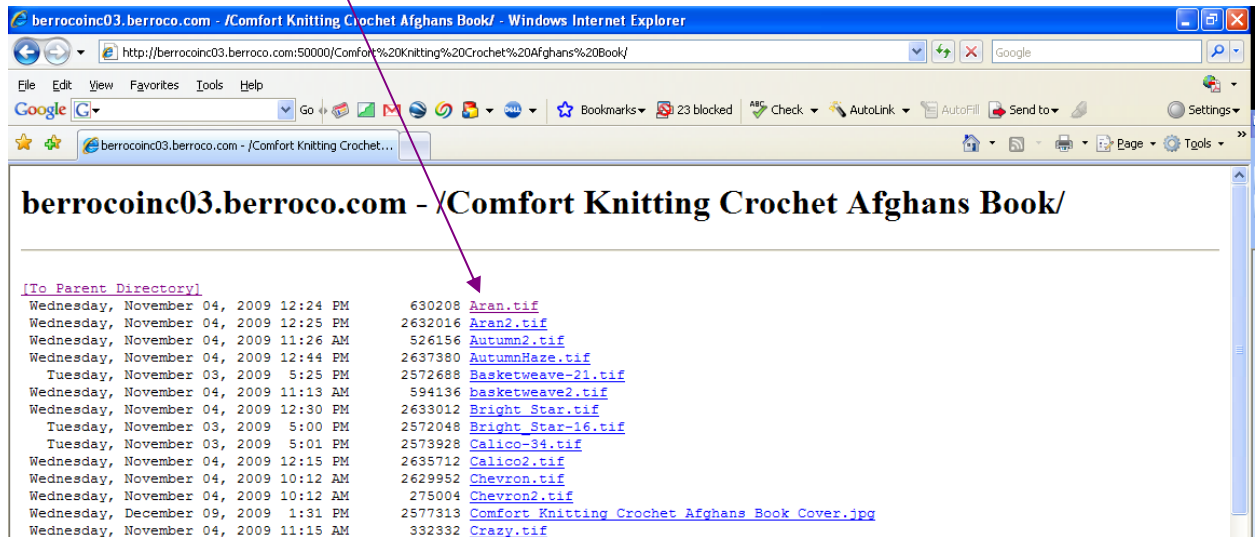 berrocoinc03.berroco.com - /Comfort Knitting Crochet Afghans Book/ - Windows Internet Explorer
http://berrocoinc03.berroco.com:50000/Comfort%20Knitting%20Crochet%20Afghans%20Book/ Google
File Edit View Favorites Tools Help
Google G Go Bookmarks 23 blocked ABC Check AutoLink AutoFill Send to Settings
berrocoinc03.berroco.com - /Comfort Knitting Crochet... Page Tools »
berrocoinc03.berroco.com - /Comfort Knitting Crochet Afghans Book/
[To Parent Directory]
Wednesday, November 04, 2009 12:24 PM 630208 Aran.tif
Wednesday, November 04, 2009 12:25 PM 2632016 Aran2.tif
Wednesday, November 04, 2009 11:26 AM 526156 Autumn2.tif
Wednesday, November 04, 2009 12:44 PM 2637380 AutumnHaze.tif
Tuesday, November 03, 2009 5:25 PM 2572688 Basketweave-21.tif
Wednesday, November 04, 2009 11:13 AM 594136 basketweave2.tif
Wednesday, November 04, 2009 12:30 PM 2633012 Bright Star.tif
Tuesday, November 03, 2009 5:00 PM 2572048 Bright_Star-16.tif
Tuesday, November 03, 2009 5:01 PM 2573928 Calico-34.tif
Wednesday, November 04, 2009 12:15 PM 2635712 Calico2.tif
Wednesday, November 04, 2009 10:12 AM 2629952 Chevron.tif
Wednesday, November 04, 2009 10:12 AM 275004 Chevron2.tif
Wednesday, December 09, 2009 1:31 PM 2577313 Comfort Knitting Crochet Afghans Book Cover.jpg
Wednesday, November 04, 2009 11:15 AM 332332 Crazy.tif